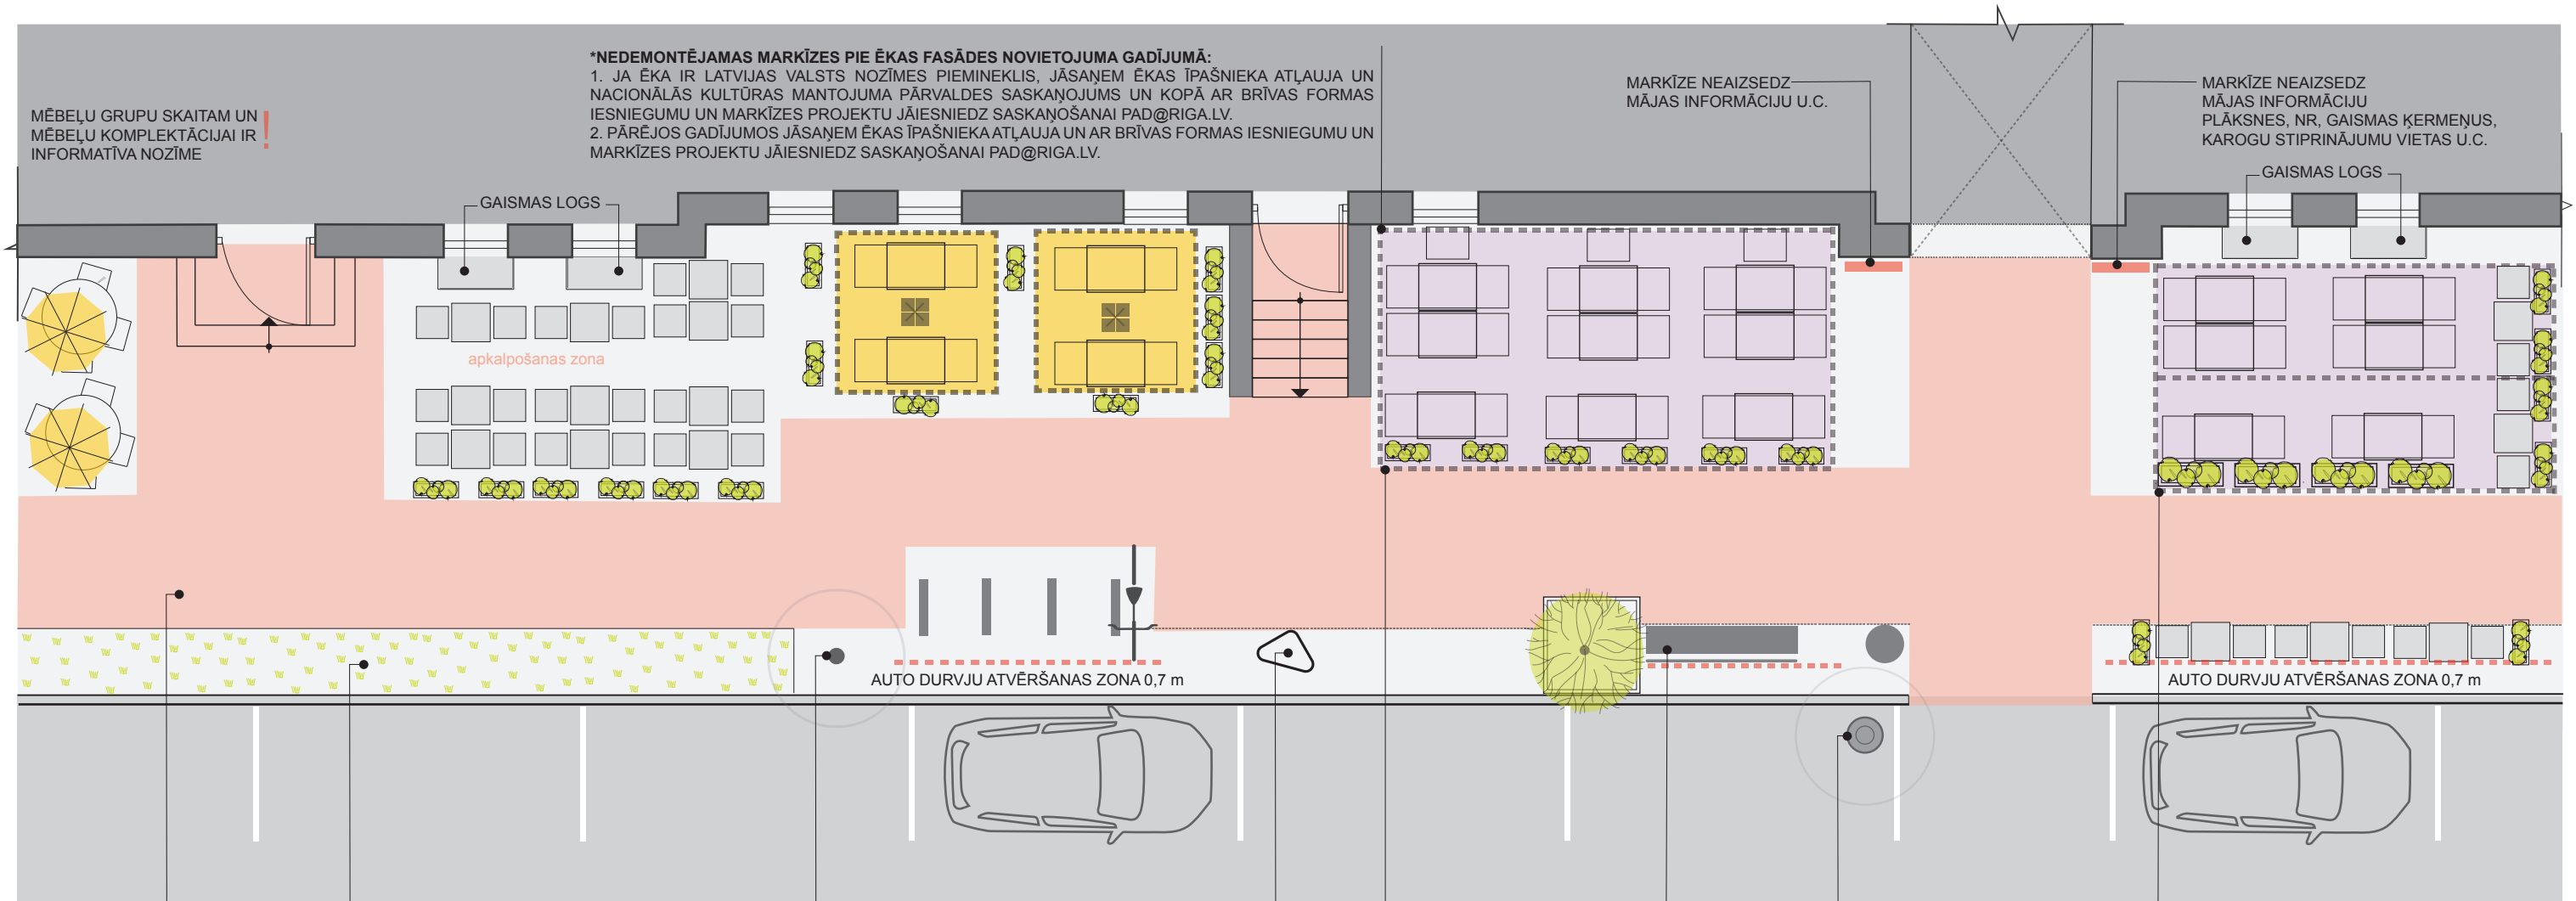 *NEDEMONTĒJAMAS MARKĪZES PIE ĒKAS FASĀDES NOVIETOJUMA GADĪJUMĀ:
1. JA ĒKA IR LATVIJAS VALSTS NOZĪMES PIEMINEKLIS, JĀSAŅEM ĒKAS ĪPAŠNIEKA ATĻAUJA UN
NACIONĀLĀS KULTŪRAS MANTOJUMA PĀRVALDES SASKAŅOJUMS UN KOPĀ AR BRĪVAS FORMAS
IESNIEGUMU UN MARKĪZES PROJEKTU JĀIESNIEDZ SASKAŅOŠANAI PAD@RIGA.LV.
2. PĀRĒJOS GADĪJUMOS JĀSAŅEM ĒKAS ĪPAŠNIEKA ATĻAUJA UN AR BRĪVAS FORMAS IESNIEGUMU UN
MARKĪZES PROJEKTU JĀIESNIEDZ SASKAŅOŠANAI PAD@RIGA.LV.
MĒBEĻU GRUPU SKAITAM UN
MĒBEĻU KOMPLEKTĀCIJAI IR
INFORMATĪVA NOZĪME
!
MARKĪZE NEAIZSEDZ
MĀJAS INFORMĀCIJU U.C.
MARKĪZE NEAIZSEDZ
MĀJAS INFORMĀCIJU
PLĀKSNES, NR, GAISMAS ĶERMEŅUS,
KAROGU STIPRINĀJUMU VIETAS U.C.
GAISMAS LOGS
GAISMAS LOGS
apkalpošanas zona
AUTO DURVJU ATVĒRŠANAS ZONA 0,7 m
AUTO DURVJU ATVĒRŠANAS ZONA 0,7 m